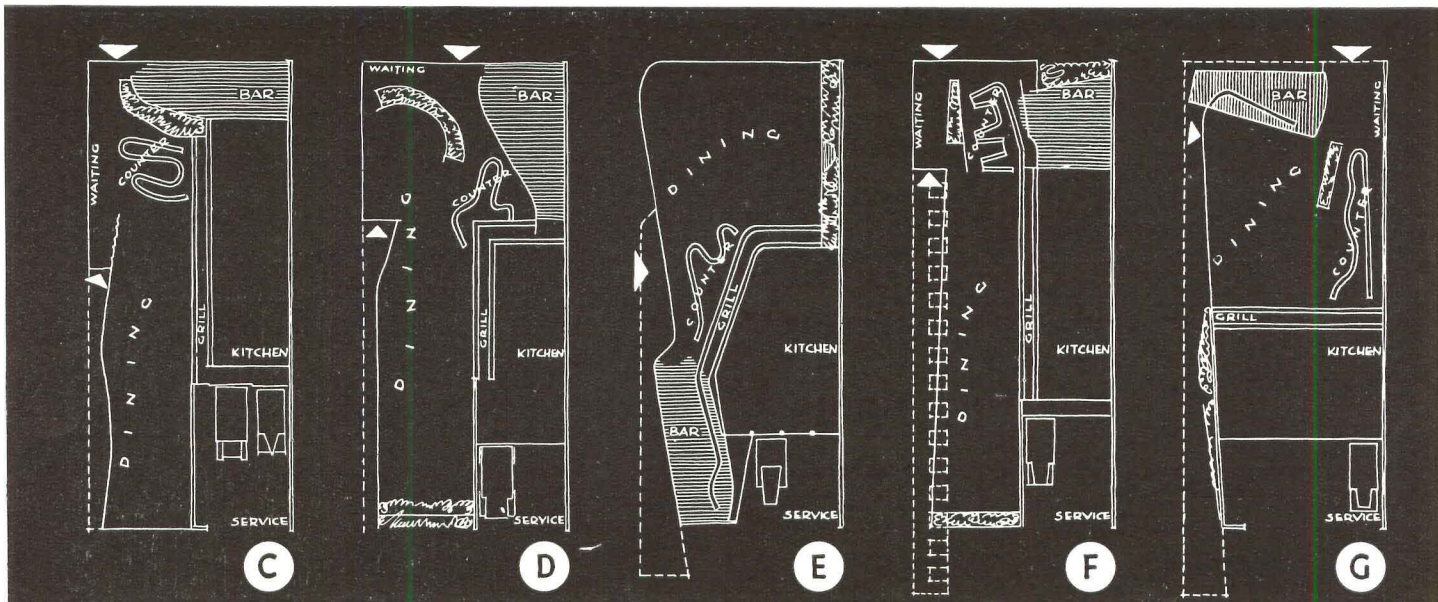 WAITING
BAR
COUNTER
DINING
GRILL
KITCHEN
SERVICE
C
WAITING
BAR
COUNTER
DINING
GRILL
KITCHEN
SERVICE
D
DINING
COUNTER
GRILL
KITCHEN
BAR
SERVICE
E
WAITING
COUNTER
BAR
DINING
GRILL
KITCHEN
SERVICE
F
BAR
WAITING
DINING
COUNTER
GRILL
KITCHEN
SERVICE
G